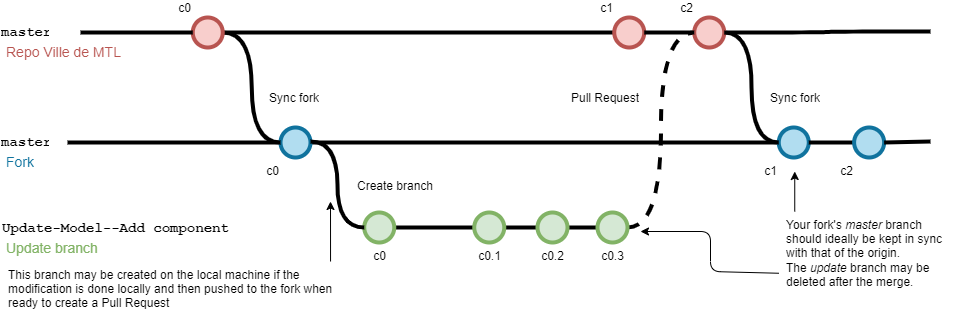 c0
c1
c2
master
Repo Ville de MTL
Sync fork
Pull Request
Sync fork
master
Fork
c0
c1
c2
Create branch
Update-Model--Add component
Update branch
c0
c0.1
c0.2
c0.3
This branch may be created on the local machine if the
modification is done locally and then pushed to the fork when
ready to create a Pull Request
Your fork's master branch
should ideally be kept in sync
with that of the origin.
The update branch may be
deleted after the merge.